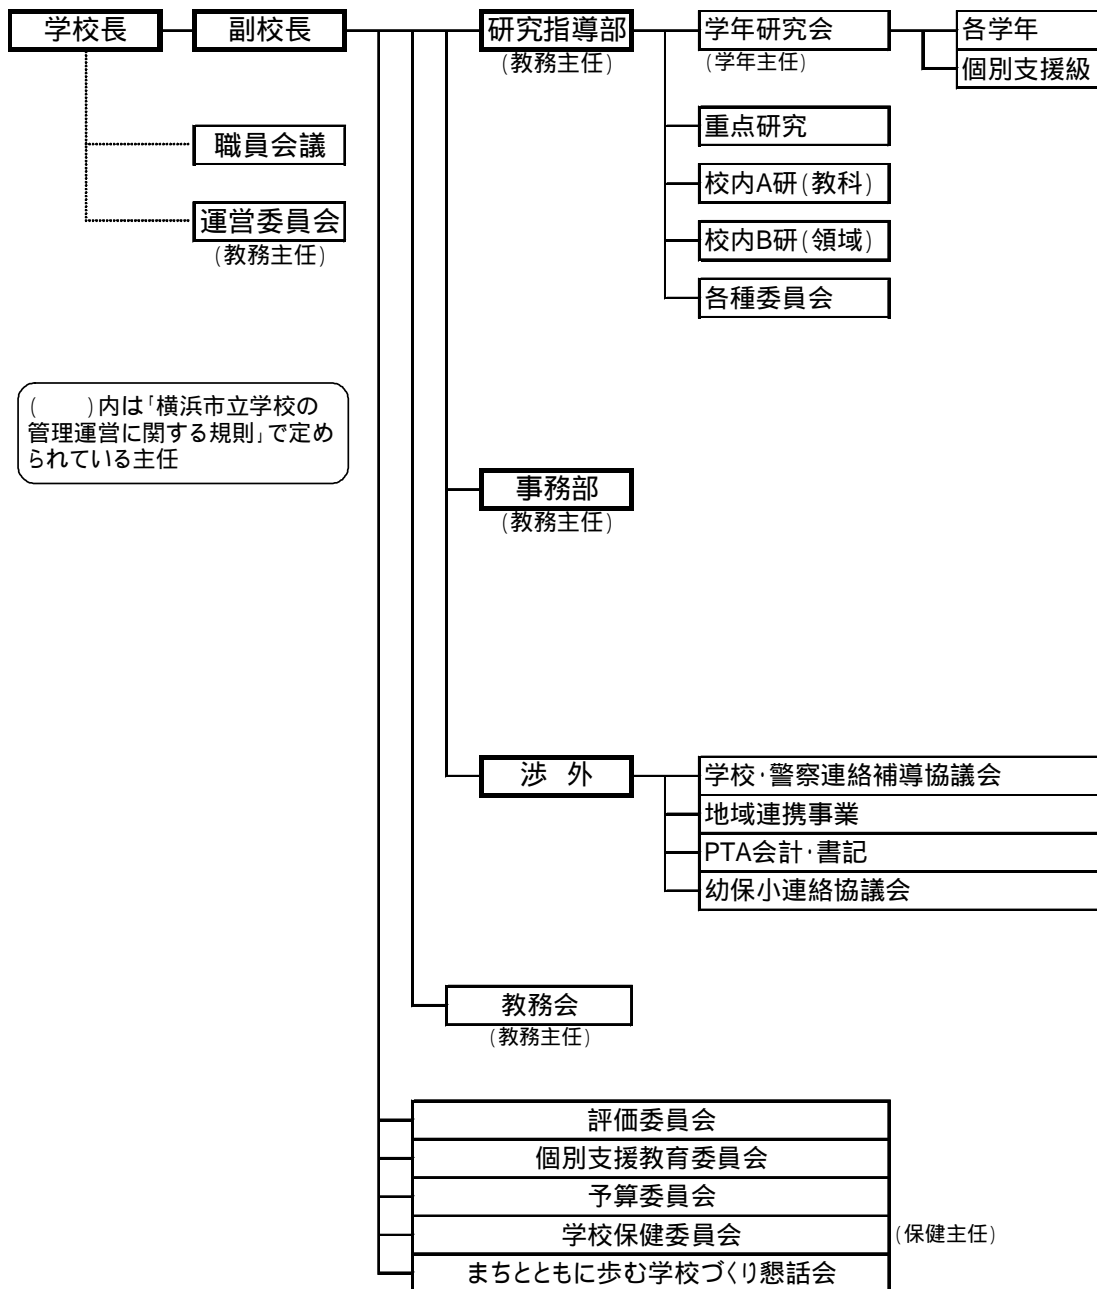 学校長
副校長
研究指導部
(教務主任)
学年研究会
(学年主任)
各学年
個別支援級
職員会議
運営委員会
(教務主任)
重点研究
校内A研(教科)
校内B研(領域)
各種委員会
(　　)内は「横浜市立学校の
管理運営に関する規則」で定め
られている主任
事務部
(教務主任)
渉 外
学校・警察連絡補導協議会
地域連携事業
PTA会計・書記
幼保小連絡協議会
教務会
(教務主任)
評価委員会
個別支援教育委員会
予算委員会
学校保健委員会
(保健主任)
まちとともに歩む学校づくり懇話会